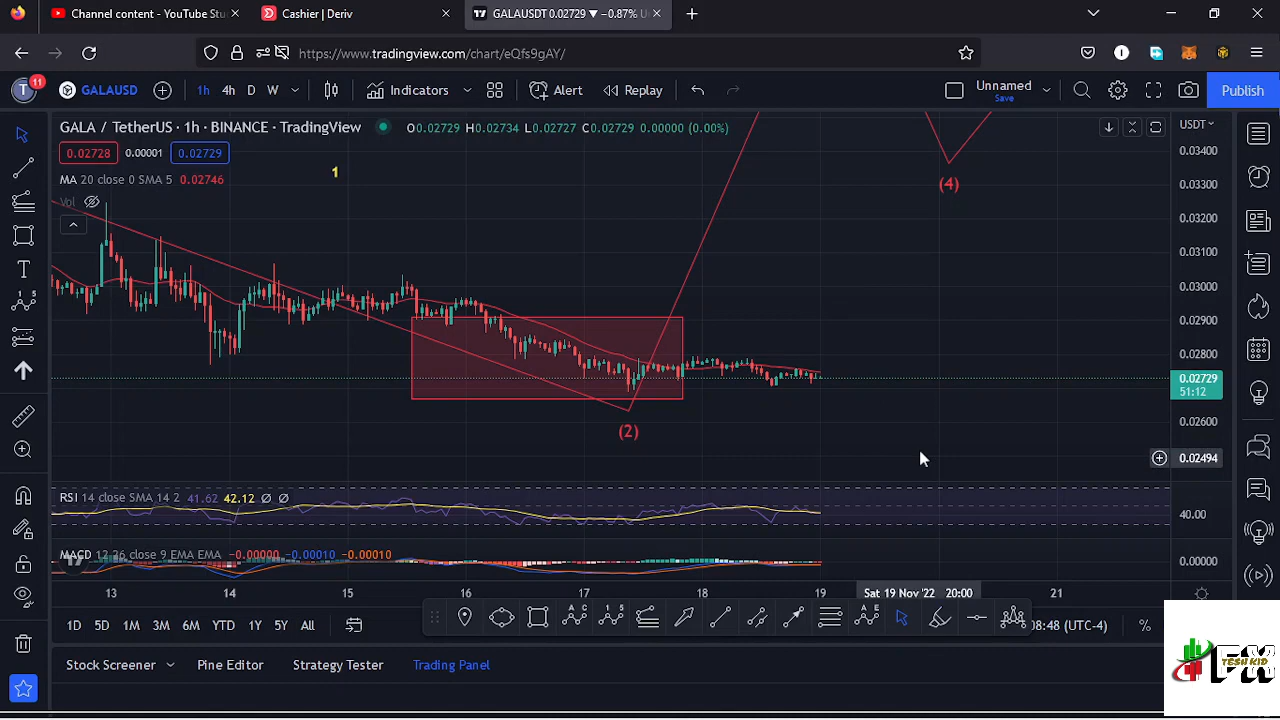 Channel content - YouTube Stu
Cashier | Deriv
GALAUSDT 0.02729 ▼ −0.87% U
https://www.tradingview.com/chart/eQfs9gAY/
11
T
GALAUSD
1h 4h D W
Indicators
Alert
Replay
Unnamed
Save
Publish
GALA / TetherUS · 1h · BINANCE · TradingView
O0.02729 H0.02734 L0.02727 C0.02729 0.00000 (0.00%)
USDT
0.02728 0.00001 0.02729
1
MA 20 close 0 SMA 5 0.02746
Vol
(4)
(2)
0.03400
0.03300
0.03200
0.03100
0.03000
0.02900
0.02800
0.02729
51:12
0.02600
0.02494
RSI 14 close SMA 14 2 41.62 42.12 Ø Ø
40.00
MACD 12 26 close 9 EMA EMA −0.00000 −0.00010 −0.00010
0.00000
13 14 15 16 17 18 19 Sat 19 Nov '22 20:00 21
1D 5D 1M 3M 6M YTD 1Y 5Y All
08:48 (UTC-4) %
Stock Screener Pine Editor Strategy Tester Trading Panel
FX
TESH KID